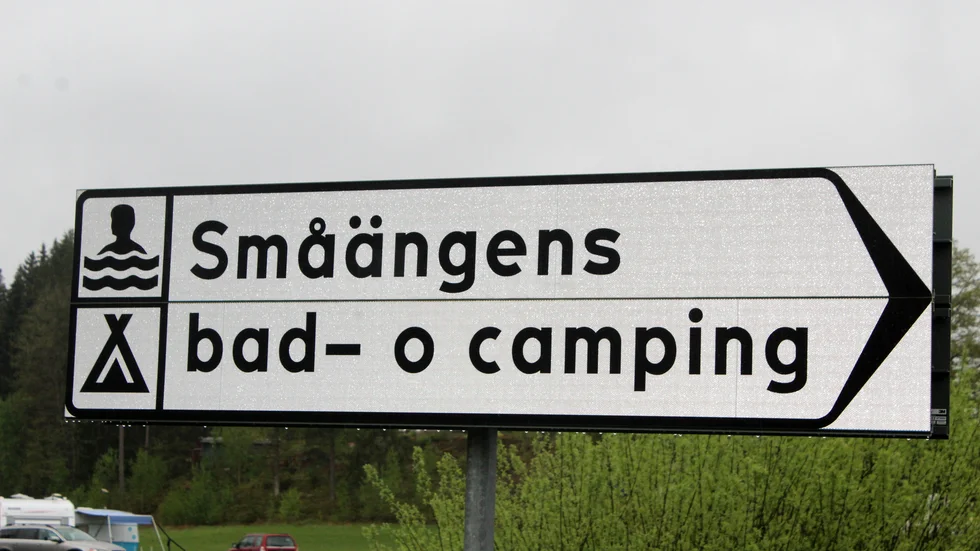 Småängens
bad- o camping